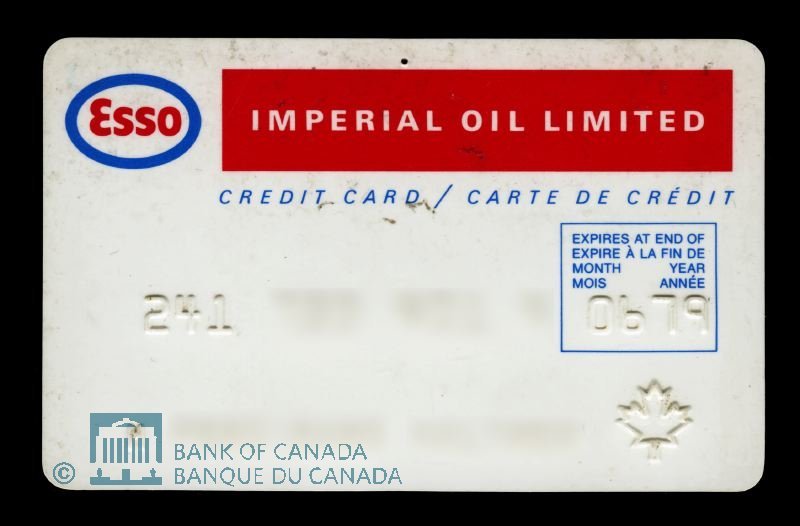 Esso
IMPERIAL OIL LIMITED
CREDIT CARD / CARTE DE CRÉDIT
EXPIRES AT END OF
EXPIRE À LA FIN DE
MONTH YEAR
MOIS ANNÉE
241
0679
BANK OF CANADA
© BANQUE DU CANADA